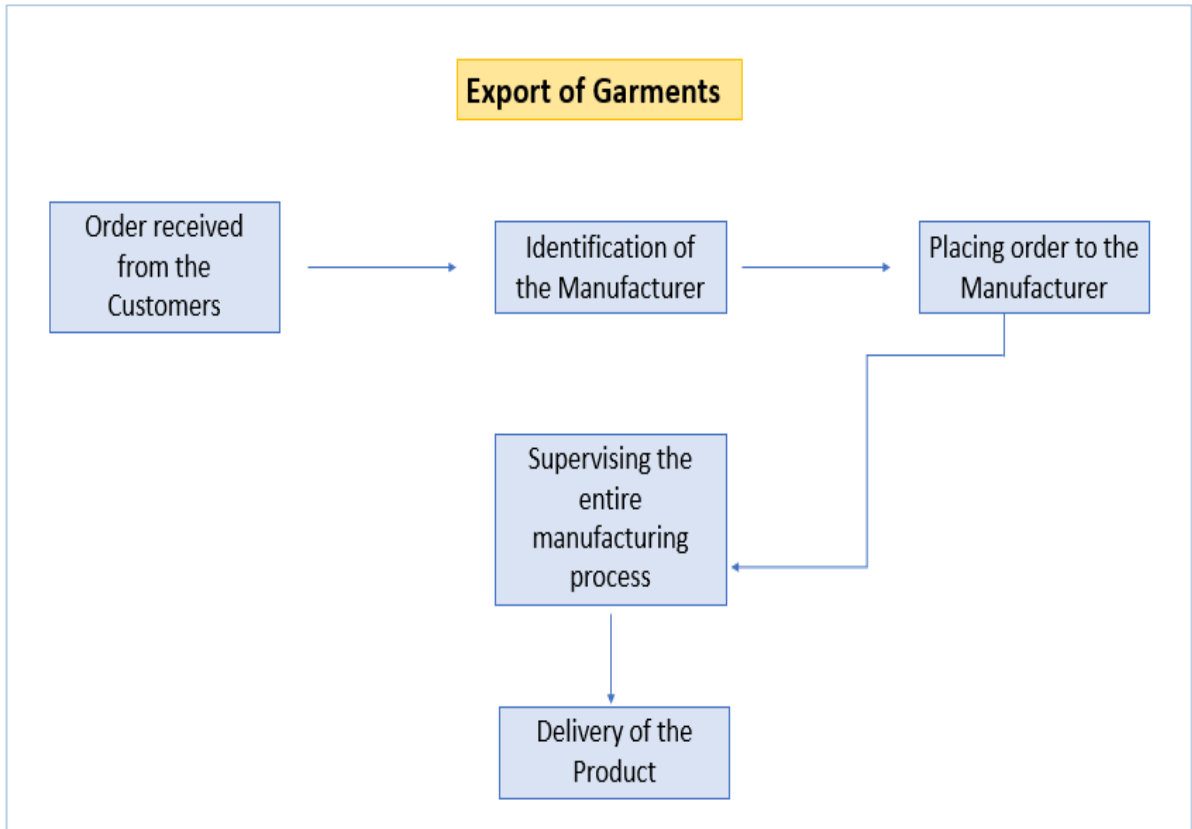 Export of Garments
Order received
from the
Customers
Identification of
the Manufacturer
Placing order to the
Manufacturer
Supervising the
entire
manufacturing
process
Delivery of the
Product